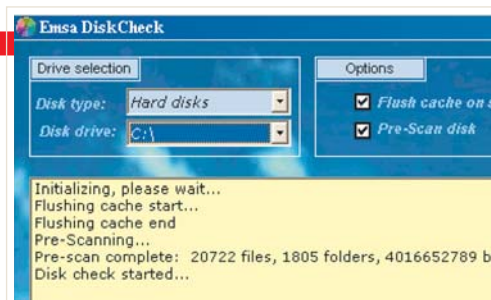 Emsa DiskCheck
Drive selection
Options
Disk type: Hard disks
Flush cache on s
Disk drive: C:\
Pre-Scan disk
Initializing, please wait...
Flushing cache start...
Flushing cache end
Pre-Scanning...
Pre-scan complete: 20722 files, 1805 folders, 4016652789 b
Disk check started...